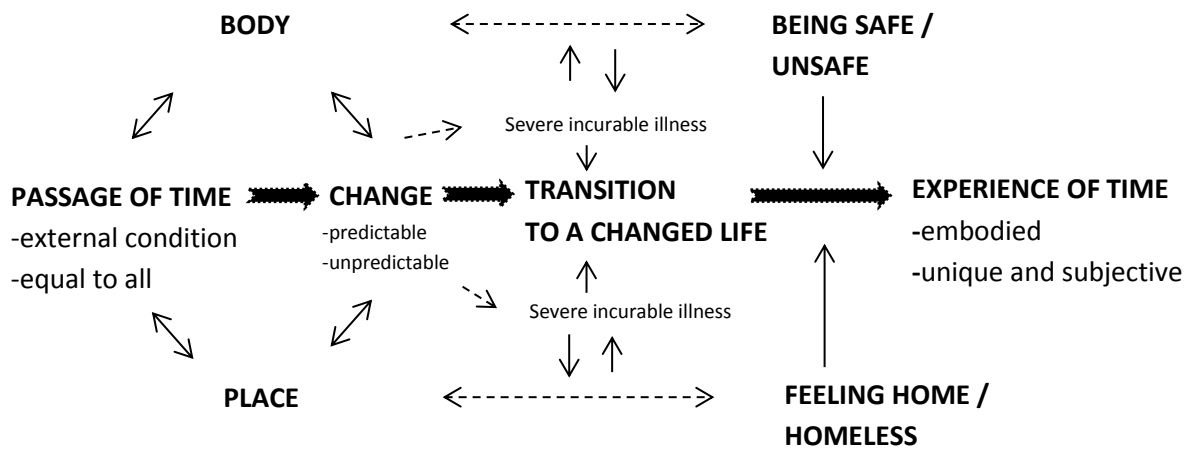 BODY
BEING SAFE /
UNSAFE
Severe incurable illness
PASSAGE OF TIME
-external condition
-equal to all
CHANGE
-predictable
-unpredictable
TRANSITION
TO A CHANGED LIFE
EXPERIENCE OF TIME
-embodied
-unique and subjective
Severe incurable illness
PLACE
FEELING HOME /
HOMELESS